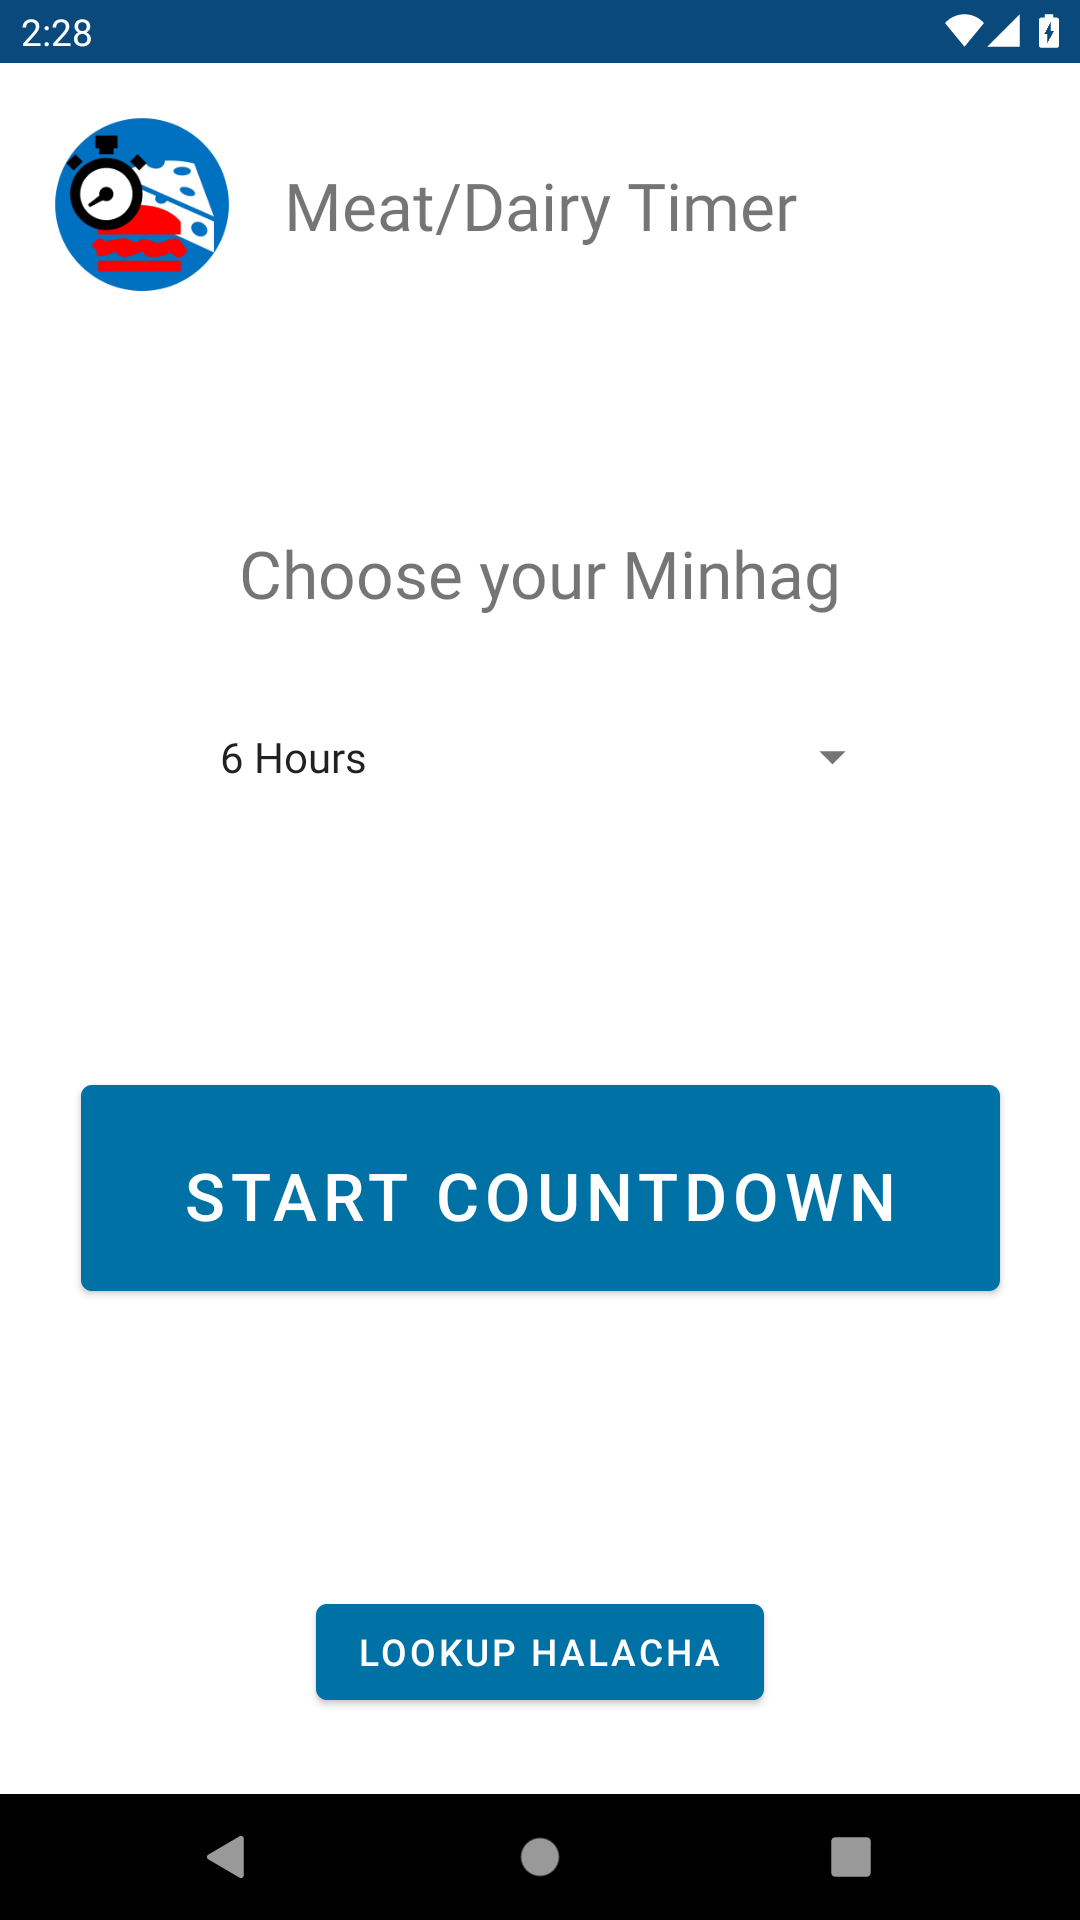 2:28
Meat/Dairy Timer
Choose your Minhag
6 Hours
START COUNTDOWN
LOOKUP HALACHA